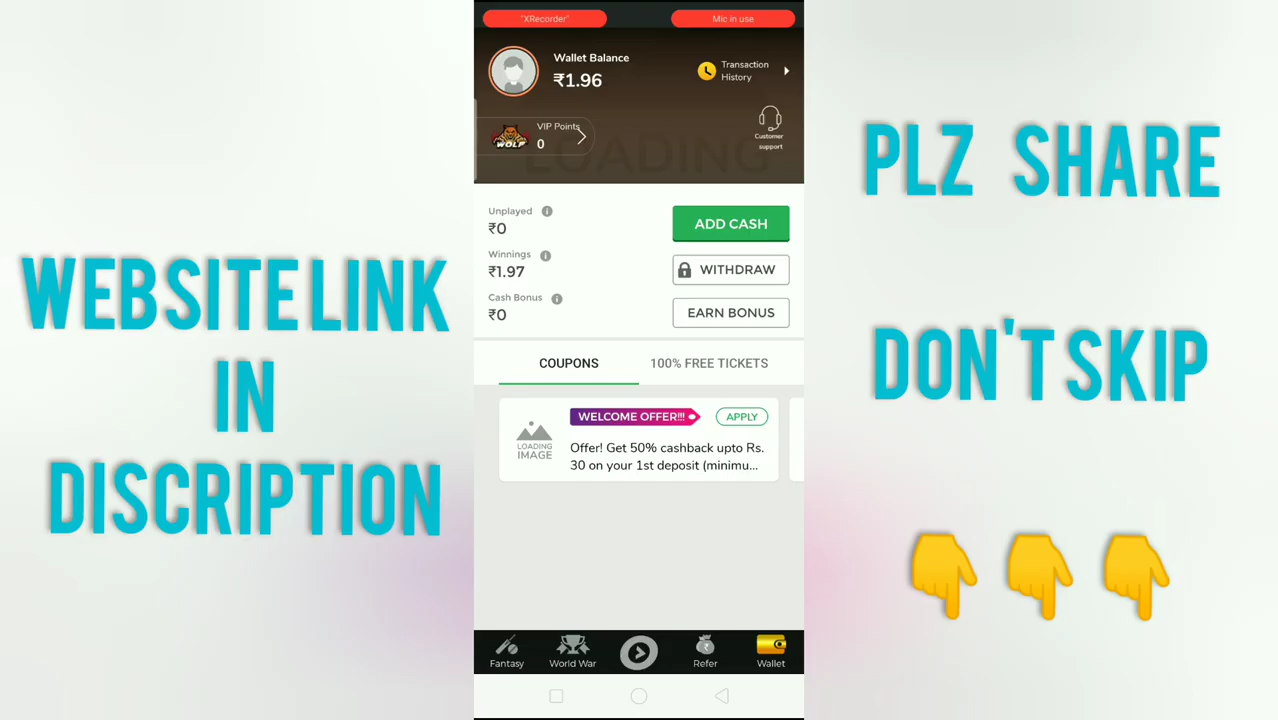 "XRecorder"
Mic in use
Wallet Balance
₹1.96
Transaction
History
VIP Points
0
WOLF
Customer
support
LOADING
Unplayed
₹0
ADD CASH
Winnings
₹1.97
WITHDRAW
Cash Bonus
₹0
EARN BONUS
COUPONS
100% FREE TICKETS
WELCOME OFFER!!!
APPLY
LOADING
IMAGE
Offer! Get 50% cashback upto Rs.
30 on your 1st deposit (minimu...
Fantasy
World War
Refer
Wallet
WEBSITE LINK
IN
DISCRIPTION
PLZ SHARE
DON'T SKIP